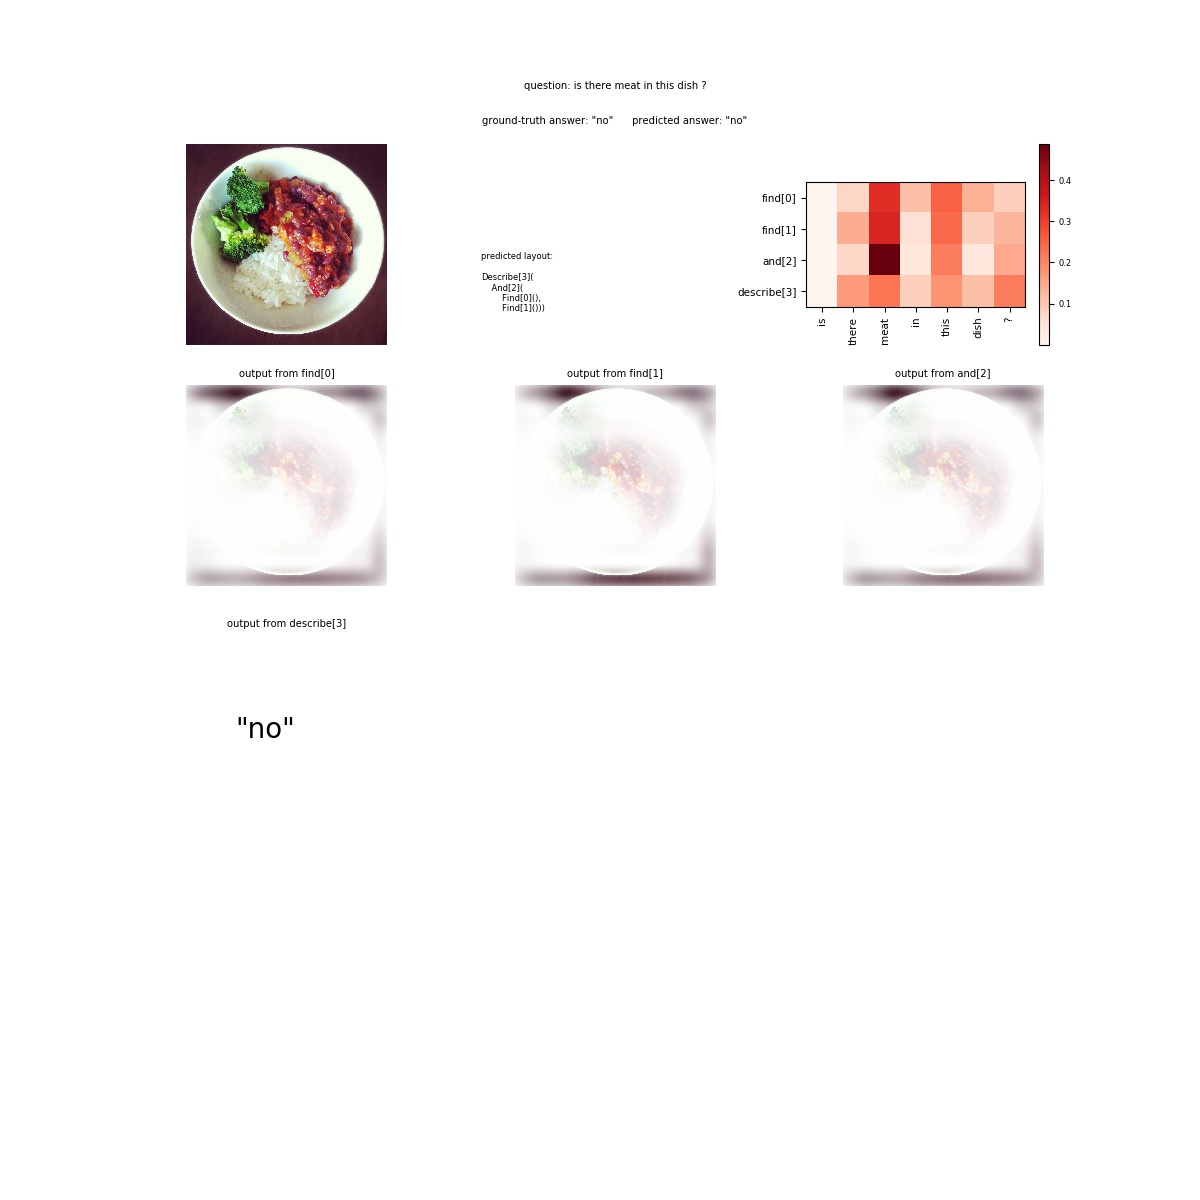 question: is there meat in this dish ?
ground-truth answer: "no"      predicted answer: "no"
predicted layout:
Describe[3](
    And[2](
        Find[0](),
        Find[1]()))
find[0]
find[1]
and[2]
describe[3]
is
there
meat
in
this
dish
?
0.4
0.3
0.2
0.1
output from find[0]
output from find[1]
output from and[2]
output from describe[3]
"no"